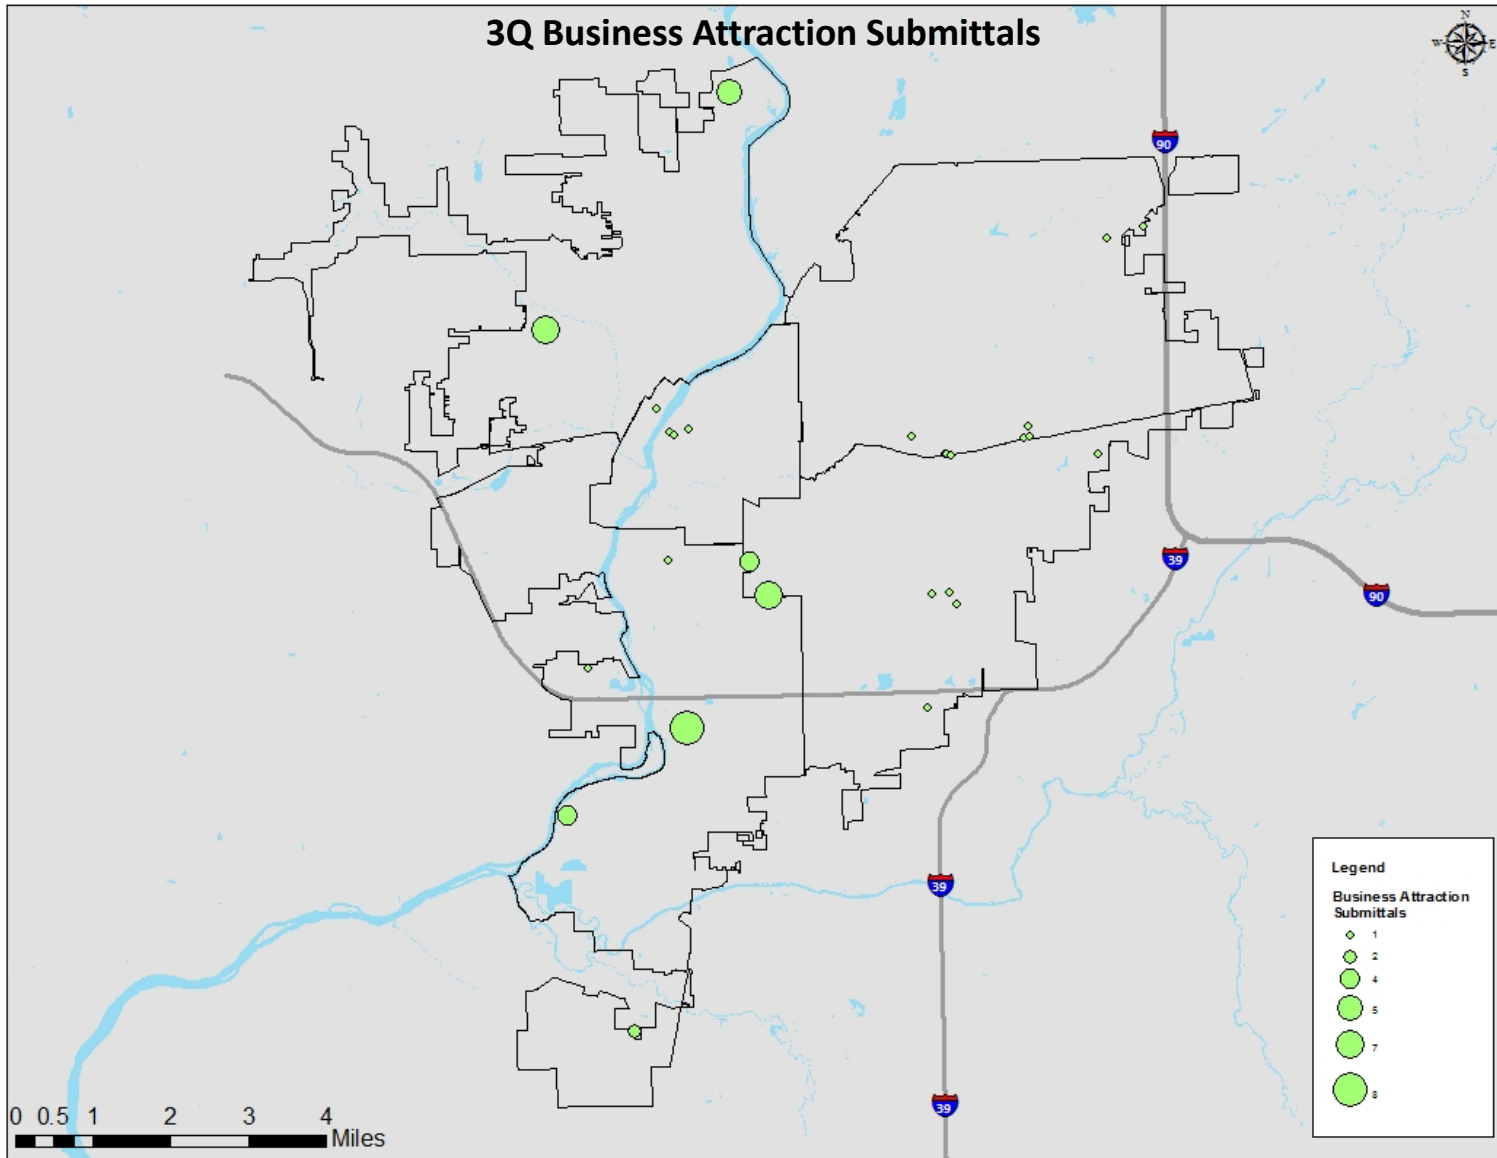 3Q Business Attraction Submittals
N
W E
S
90
39
90
39
39
Legend
Business Attraction
Submittals
1
2
4
5
7
8
0 0.5 1 2 3 4
Miles